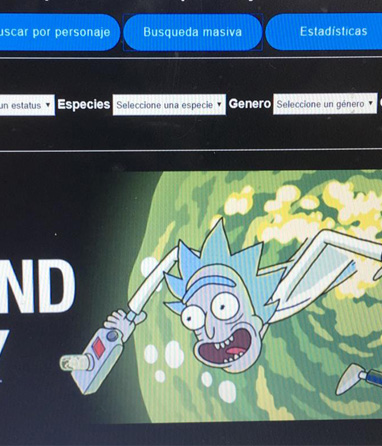 uscar por personaje
Busqueda masiva
Estadísticas
un estatus
Especies
Seleccione una especie
Genero
Seleccione un género
ND
Y